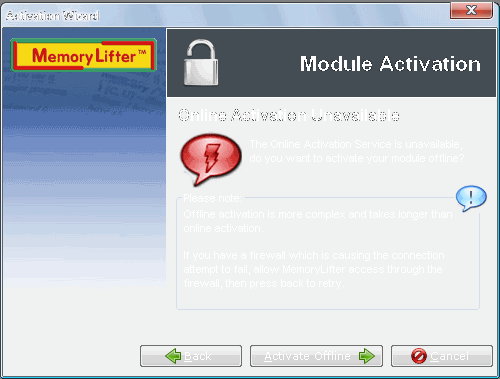 Activation Wizard
MemoryLifter™
Module Activation
Online Activation Unavailable
The Online Activation Service is unavailable,
do you want to activate your module offline?
Please note:
Offline activation is more complex and takes longer than
online activation.
If you have a firewall which is causing the connection
attempt to fail, allow MemoryLifter access through the
firewall, then press back to retry.
Back
Activate Offline
Cancel